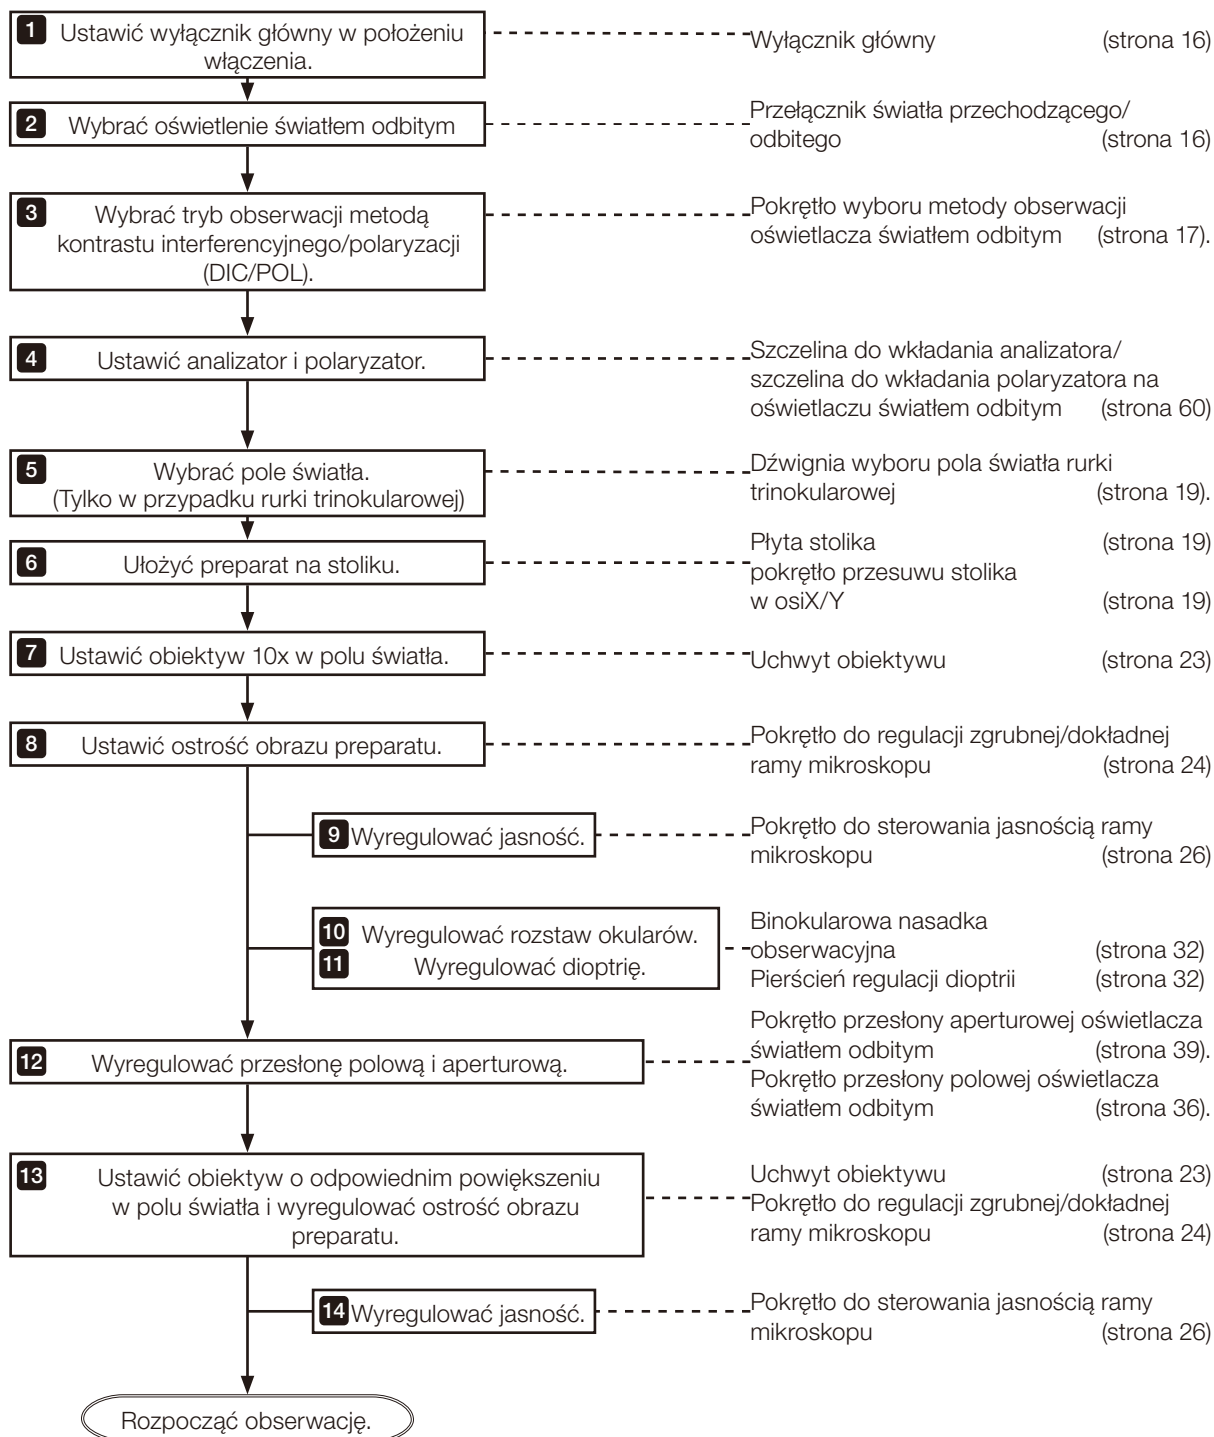 1 Ustawić wyłącznik główny w położeniu
włączenia.
Wyłącznik główny (strona 16)
2 Wybrać oświetlenie światłem odbitym
Przełącznik światła przechodzącego/
odbitego (strona 16)
3 Wybrać tryb obserwacji metodą
kontrastu interferencyjnego/polaryzacji
(DIC/POL).
Pokrętło wyboru metody obserwacji
oświetlacza światłem odbitym (strona 17).
4 Ustawić analizator i polaryzator.
Szczelina do wkładania analizatora/
szczelina do wkładania polaryzatora na
oświetlaczu światłem odbitym (strona 60)
5 Wybrać pole światła.
(Tylko w przypadku rurki trinokularowej)
Dźwignia wyboru pola światła rurki
trinokularowej (strona 19).
6 Ułożyć preparat na stoliku.
Płyta stolika (strona 19)
pokrętło przesuwu stolika
w osiX/Y (strona 19)
7 Ustawić obiektyw 10x w polu światła.
Uchwyt obiektywu (strona 23)
8 Ustawić ostrość obrazu preparatu.
Pokrętło do regulacji zgrubnej/dokładnej
ramy mikroskopu (strona 24)
9 Wyregulować jasność.
Pokrętło do sterowania jasnością ramy
mikroskopu (strona 26)
10 Wyregulować rozstaw okularów.
11 Wyregulować dioptrię.
Binokularowa nasadka
obserwacyjna (strona 32)
Pierścień regulacji dioptrii (strona 32)
12 Wyregulować przesłonę polową i aperturową.
Pokrętło przesłony aperturowej oświetlacza
światłem odbitym (strona 39).
Pokrętło przesłony polowej oświetlacza
światłem odbitym (strona 36).
13 Ustawić obiektyw o odpowiednim powiększeniu
w polu światła i wyregulować ostrość obrazu
preparatu.
Uchwyt obiektywu (strona 23)
Pokrętło do regulacji zgrubnej/dokładnej
ramy mikroskopu (strona 24)
14 Wyregulować jasność.
Pokrętło do sterowania jasnością ramy
mikroskopu (strona 26)
Rozpocząć obserwację.